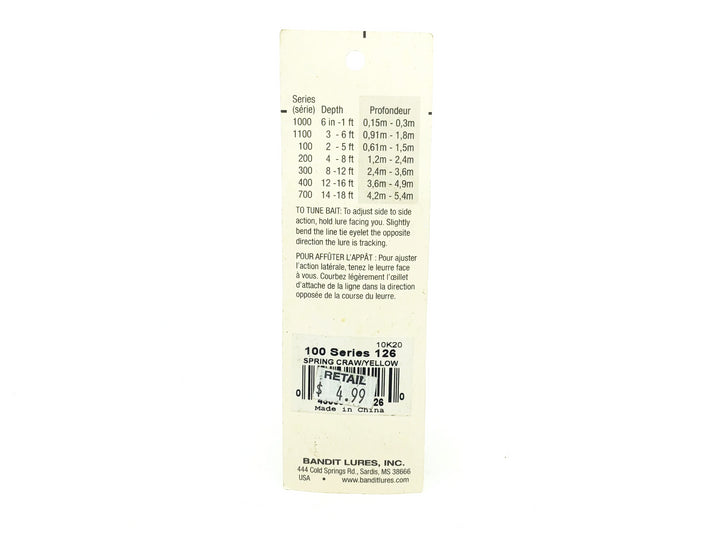 Series
(série) Depth Profondeur
1000 6 in -1 ft 0,15m - 0,3m
1100 3 - 6 ft 0,91m - 1,8m
100 2 - 5 ft 0,61m - 1,5m
200 4 - 8 ft 1,2m - 2,4m
300 8 -12 ft 2,4m - 3,6m
400 12 -16 ft 3,6m - 4,9m
700 14 -18 ft 4,2m - 5,4m
TO TUNE BAIT: To adjust side to side
action, hold lure facing you. Slightly
bend the line tie eyelet the opposite
direction the lure is tracking.
POUR AFFÛTER L'APPÂT : Pour ajuster
l'action latérale, tenez le leurre face
à vous. Courbez légèrement l'œillet
d'attache de la ligne dans la direction
opposée de la course du leurre.
10K20
100 Series 126
SPRING CRAW/YELLOW
RETAIL
$ 4.99
0 26 0
Made in China
BANDIT LURES, INC.
444 Cold Springs Rd., Sardis, MS 38666
USA • www.banditlures.com